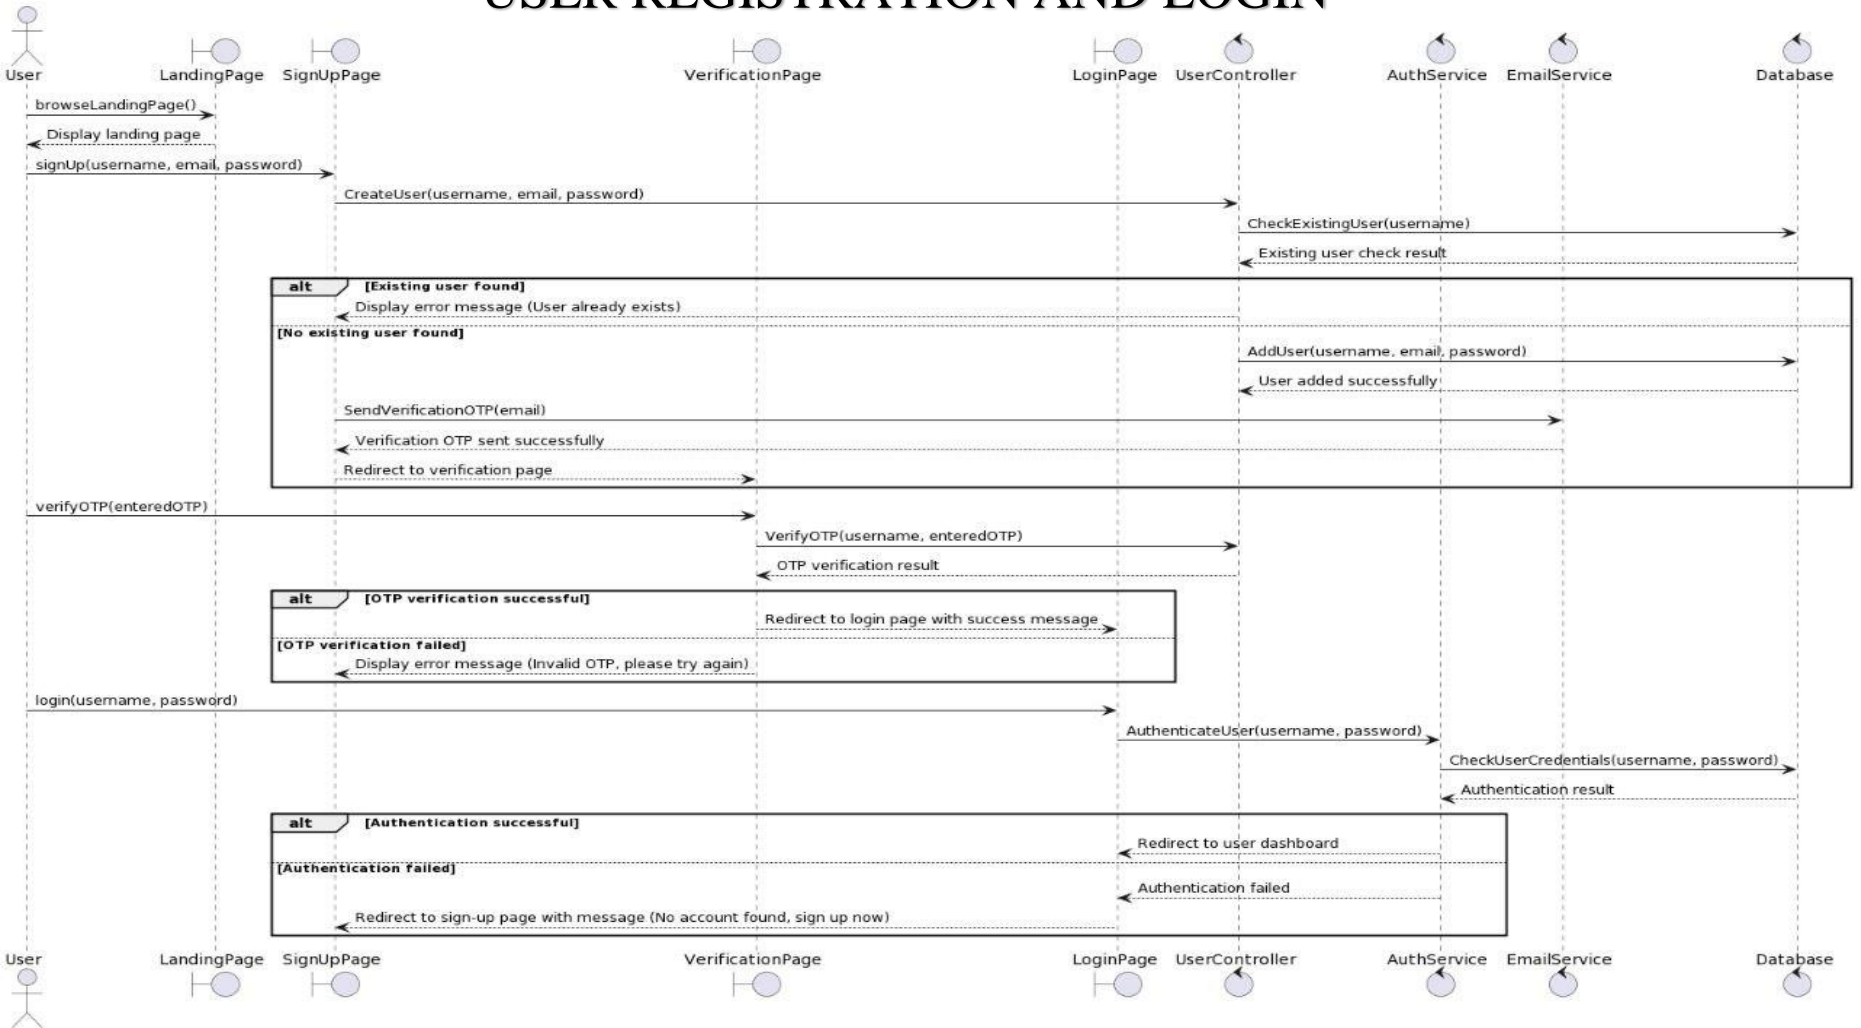 USER REGISTRATION AND LOGIN
User LandingPage SignUpPage VerificationPage LoginPage UserController AuthService EmailService Database
browseLandingPage()
Display landing page
signUp(username, email, password)
CreateUser(username, email, password)
CheckExistingUser(username)
Existing user check result
alt [Existing user found]
Display error message (User already exists)
[No existing user found]
AddUser(username, email, password)
User added successfully
SendVerificationOTP(email)
Verification OTP sent successfully
Redirect to verification page
verifyOTP(enteredOTP)
VerifyOTP(username, enteredOTP)
OTP verification result
alt [OTP verification successful]
Redirect to login page with success message
[OTP verification failed]
Display error message (Invalid OTP, please try again)
login(username, password)
AuthenticateUser(username, password)
CheckUserCredentials(username, password)
Authentication result
alt [Authentication successful]
Redirect to user dashboard
[Authentication failed]
Authentication failed
Redirect to sign-up page with message (No account found, sign up now)
User LandingPage SignUpPage VerificationPage LoginPage UserController AuthService EmailService Database